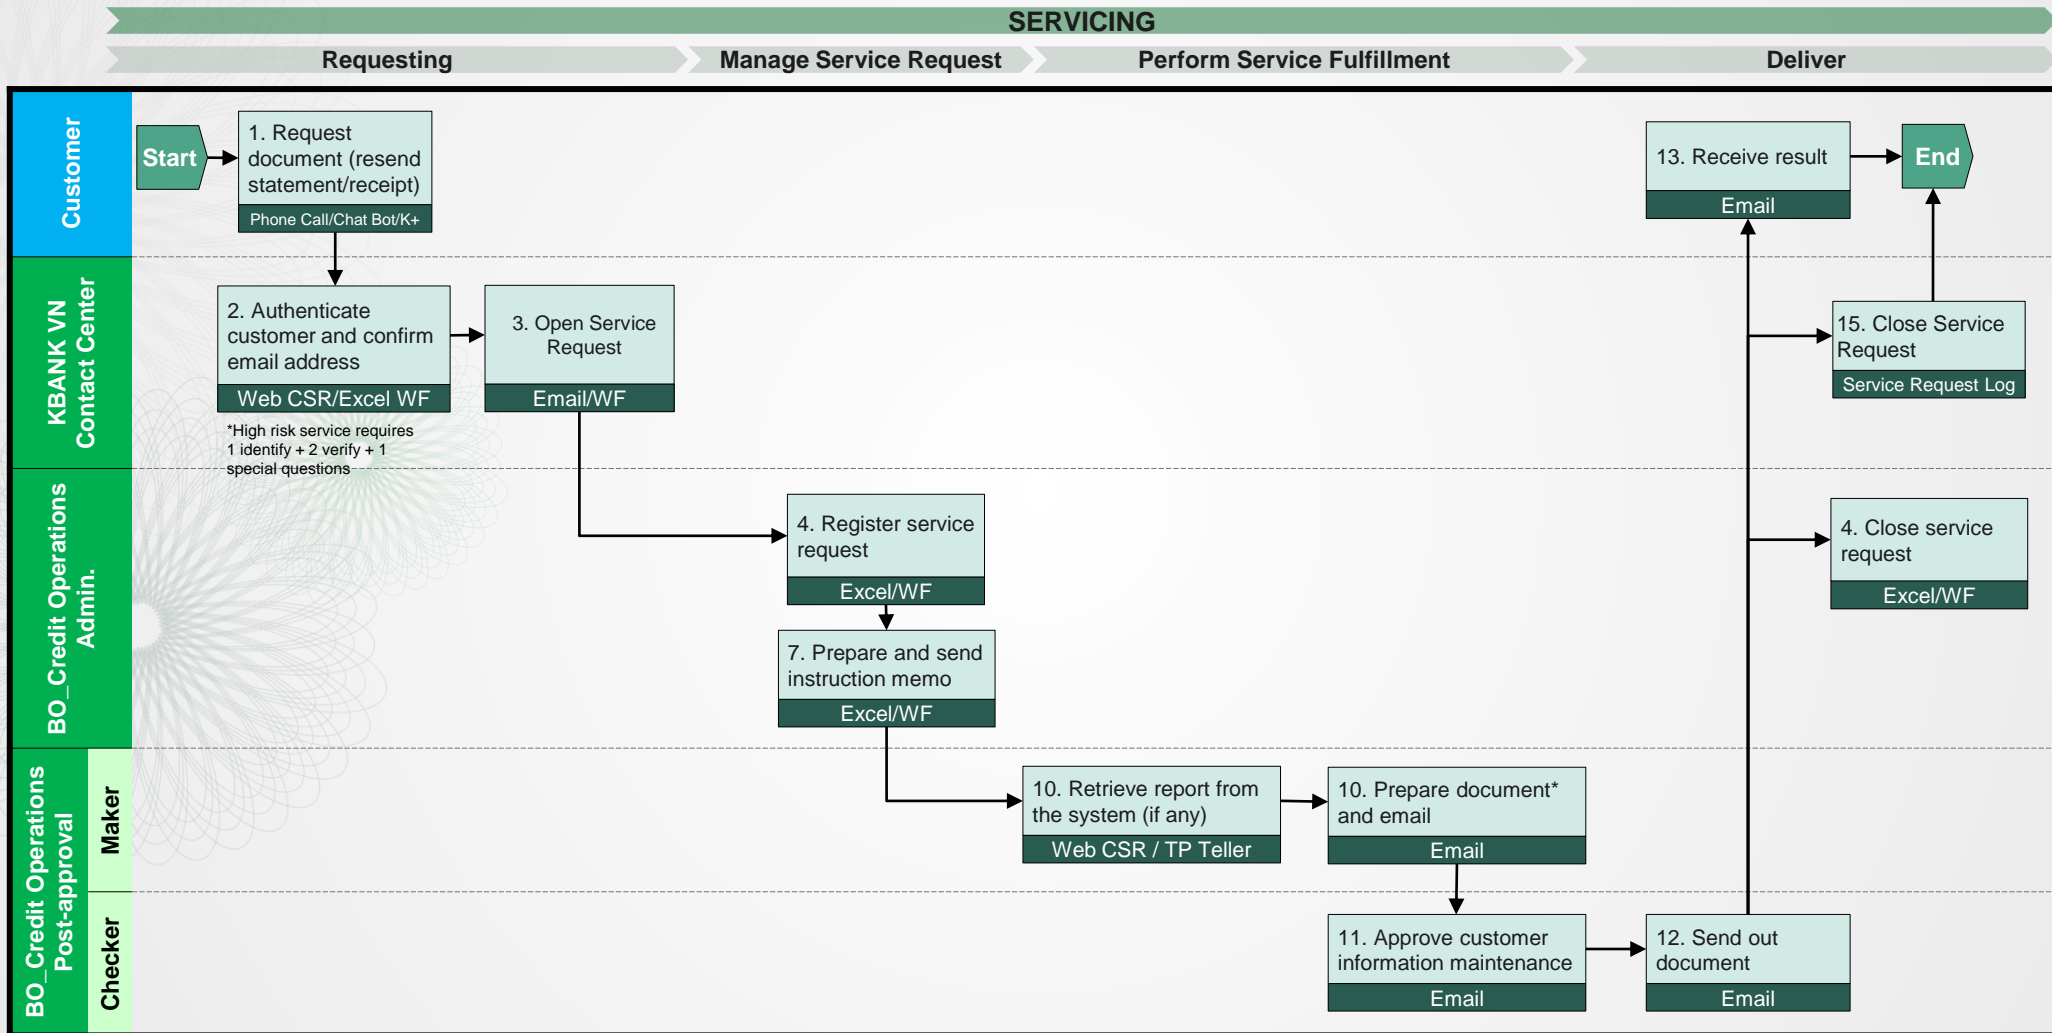 SERVICING
Requesting
Manage Service Request
Perform Service Fulfillment
Deliver
Customer
Start
1. Request
document (resend
statement/receipt)
Phone Call/Chat Bot/K+
13. Receive result
Email
End
KBANK VN
Contact Center
2. Authenticate
customer and confirm
email address
Web CSR/Excel WF
*High risk service requires
1 identify + 2 verify + 1
special questions
3. Open Service
Request
Email/WF
15. Close Service
Request
Service Request Log
BO_Credit Operations
Admin.
4. Register service
request
Excel/WF
7. Prepare and send
instruction memo
Excel/WF
4. Close service
request
Excel/WF
BO_Credit Operations
Post-approval
Maker
10. Retrieve report from
the system (if any)
Web CSR / TP Teller
10. Prepare document*
and email
Email
Checker
11. Approve customer
information maintenance
Email
12. Send out
document
Email